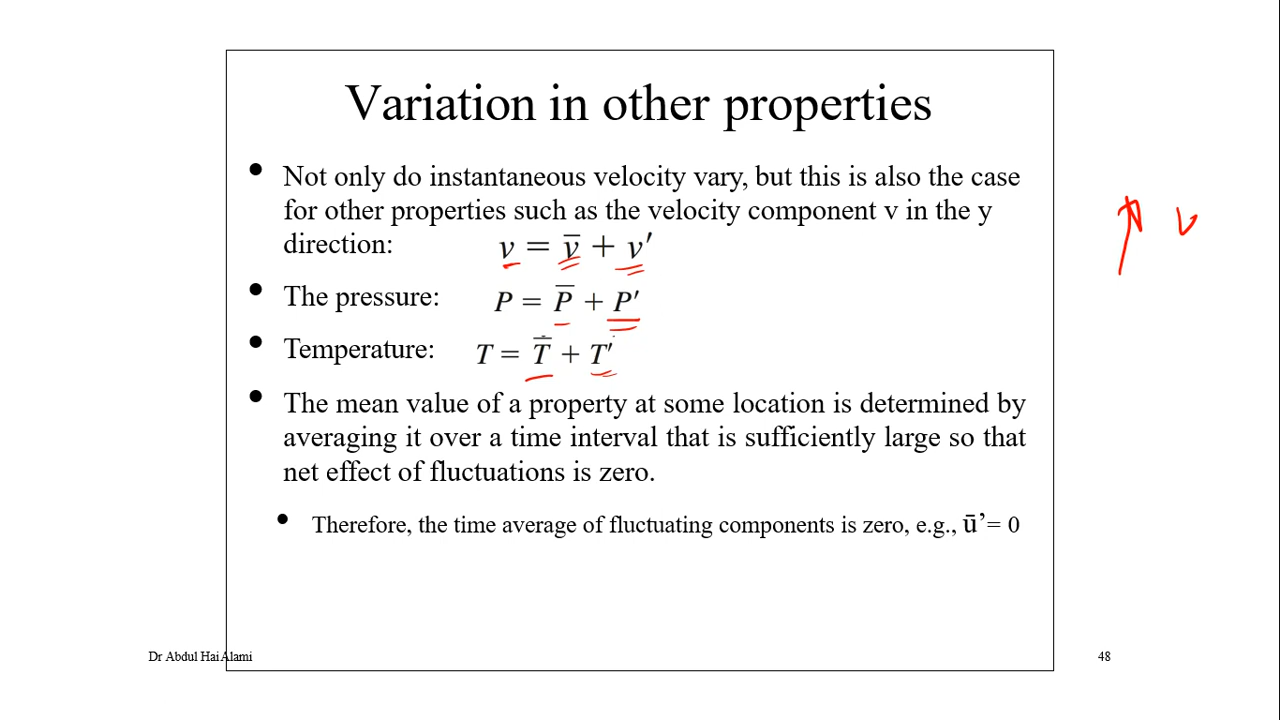 Variation in other properties
• Not only do instantaneous velocity vary, but this is also the case
for other properties such as the velocity component v in the y
direction: v = v̅ + v′
• The pressure: P = P̅ + P′
• Temperature: T = T̅ + T′
• The mean value of a property at some location is determined by
averaging it over a time interval that is sufficiently large so that
net effect of fluctuations is zero.
• Therefore, the time average of fluctuating components is zero, e.g., ū’= 0
v
Dr Abdul Hai Alami
48